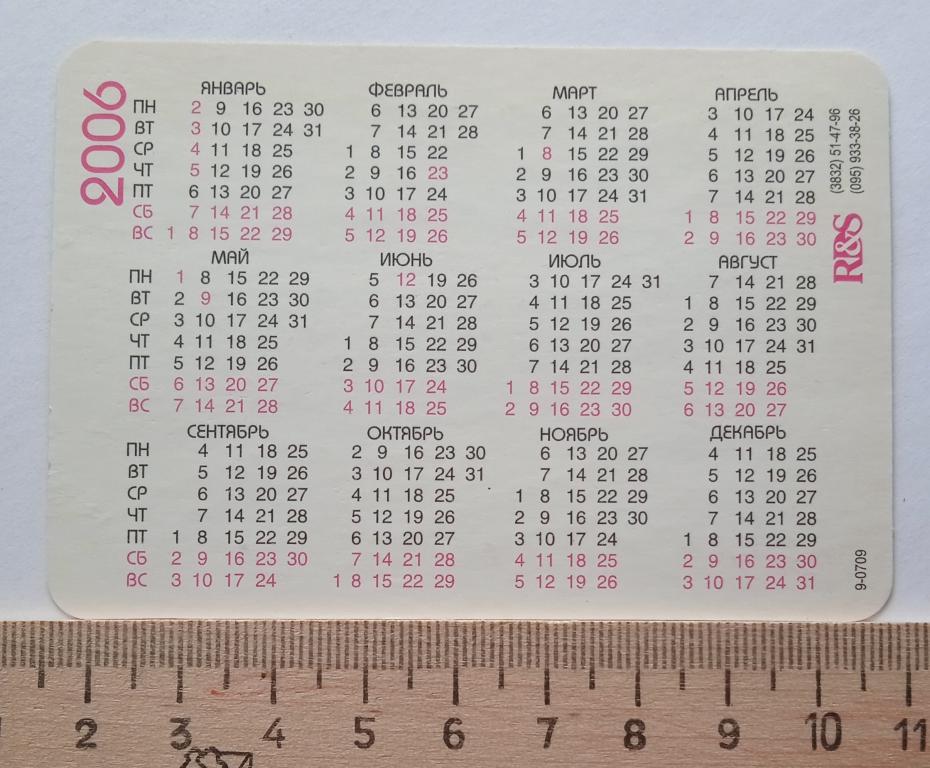 2006
ЯНВАРЬ ФЕВРАЛЬ МАРТ АПРЕЛЬ
ПН 2 9 16 23 30 6 13 20 27 6 13 20 27 3 10 17 24
ВТ 3 10 17 24 31 7 14 21 28 7 14 21 28 4 11 18 25
СР 4 11 18 25 1 8 15 22 1 8 15 22 29 5 12 19 26
ЧТ 5 12 19 26 2 9 16 23 2 9 16 23 30 6 13 20 27
ПТ 6 13 20 27 3 10 17 24 3 10 17 24 31 7 14 21 28
СБ 7 14 21 28 4 11 18 25 4 11 18 25 1 8 15 22 29
ВС 1 8 15 22 29 5 12 19 26 5 12 19 26 2 9 16 23 30
МАЙ ИЮНЬ ИЮЛЬ АВГУСТ
ПН 1 8 15 22 29 5 12 19 26 3 10 17 24 31 7 14 21 28
ВТ 2 9 16 23 30 6 13 20 27 4 11 18 25 1 8 15 22 29
СР 3 10 17 24 31 7 14 21 28 5 12 19 26 2 9 16 23 30
ЧТ 4 11 18 25 1 8 15 22 29 6 13 20 27 3 10 17 24 31
ПТ 5 12 19 26 2 9 16 23 30 7 14 21 28 4 11 18 25
СБ 6 13 20 27 3 10 17 24 1 8 15 22 29 5 12 19 26
ВС 7 14 21 28 4 11 18 25 2 9 16 23 30 6 13 20 27
СЕНТЯБРЬ ОКТЯБРЬ НОЯБРЬ ДЕКАБРЬ
ПН 4 11 18 25 2 9 16 23 30 6 13 20 27 4 11 18 25
ВТ 5 12 19 26 3 10 17 24 31 7 14 21 28 5 12 19 26
СР 6 13 20 27 4 11 18 25 1 8 15 22 29 6 13 20 27
ЧТ 7 14 21 28 5 12 19 26 2 9 16 23 30 7 14 21 28
ПТ 1 8 15 22 29 6 13 20 27 3 10 17 24 1 8 15 22 29
СБ 2 9 16 23 30 7 14 21 28 4 11 18 25 2 9 16 23 30
ВС 3 10 17 24 1 8 15 22 29 5 12 19 26 3 10 17 24 31
(3832) 51-47-96
(095) 933-38-26
R&S
9-0709
2 3 4 5 6 7 8 9 10 11